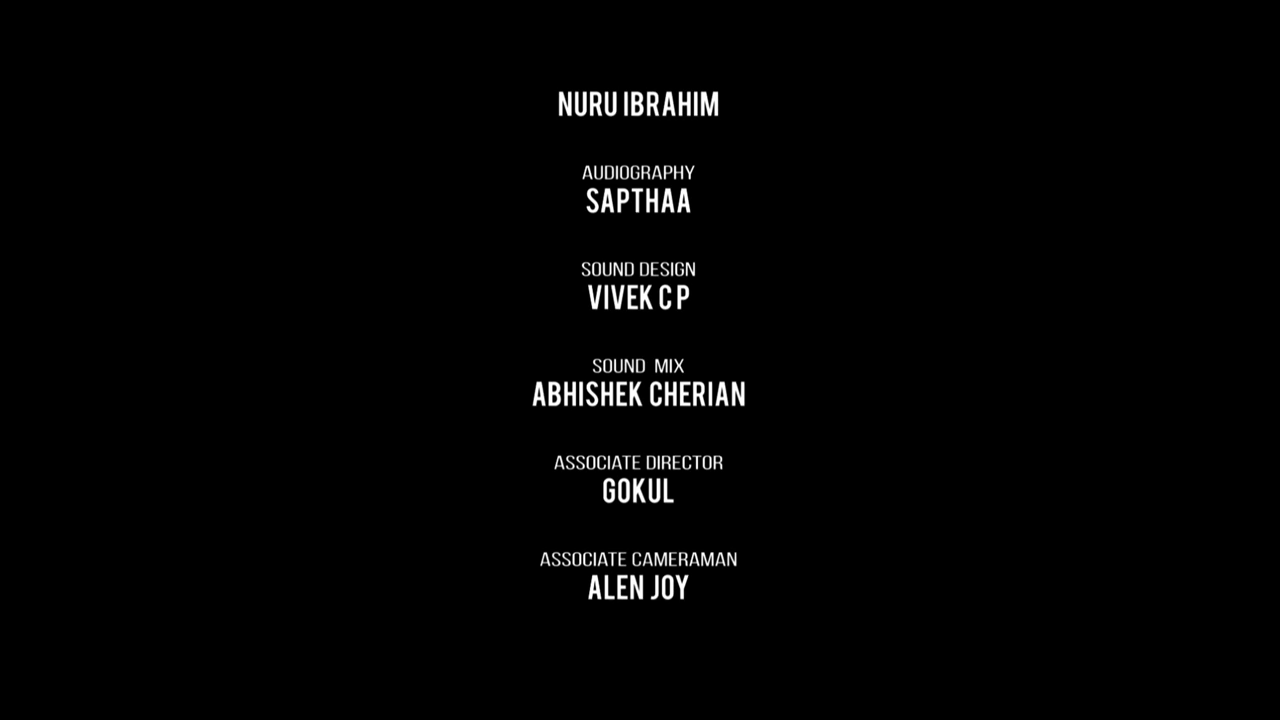 NURU IBRAHIM
AUDIOGRAPHY
SAPTHAA
SOUND DESIGN
VIVEK C P
SOUND MIX
ABHISHEK CHERIAN
ASSOCIATE DIRECTOR
GOKUL
ASSOCIATE CAMERAMAN
ALEN JOY